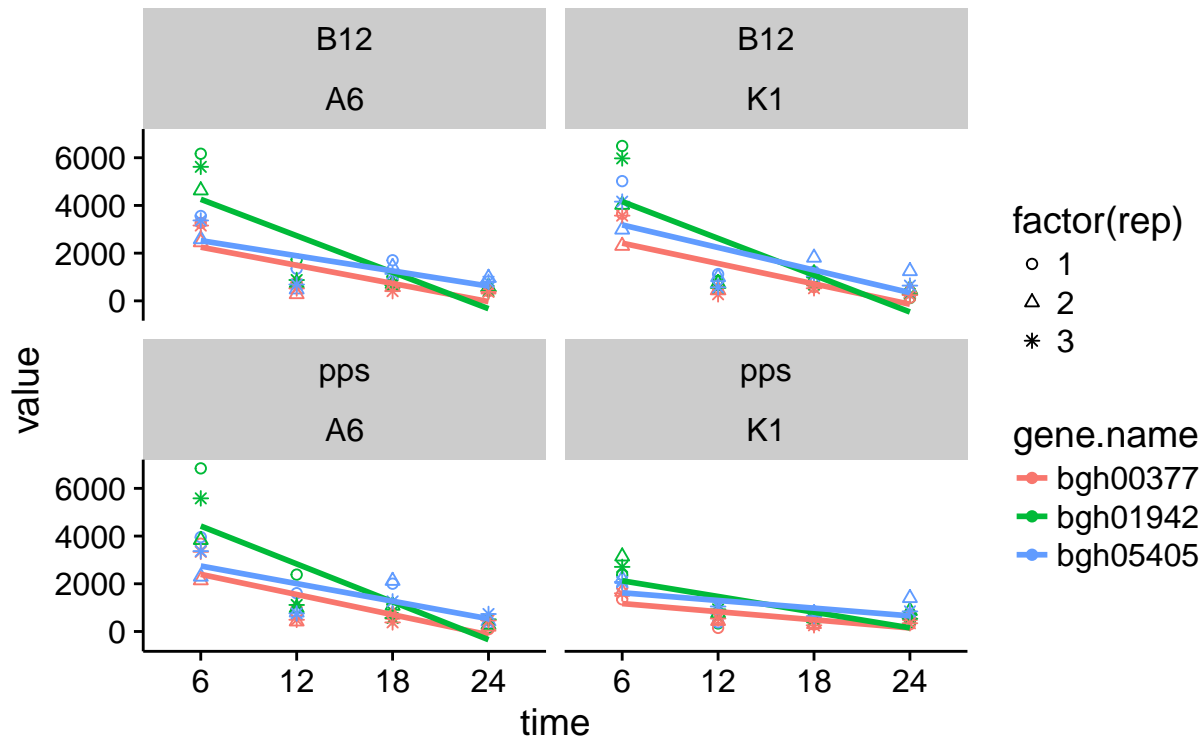 B12
A6
B12
K1
6000
4000
2000
0
pps
A6
pps
K1
6000
4000
2000
0
6
12
18
24
6
12
18
24
time
value
factor(rep)
1
2
3
gene.name
bgh00377
bgh01942
bgh05405